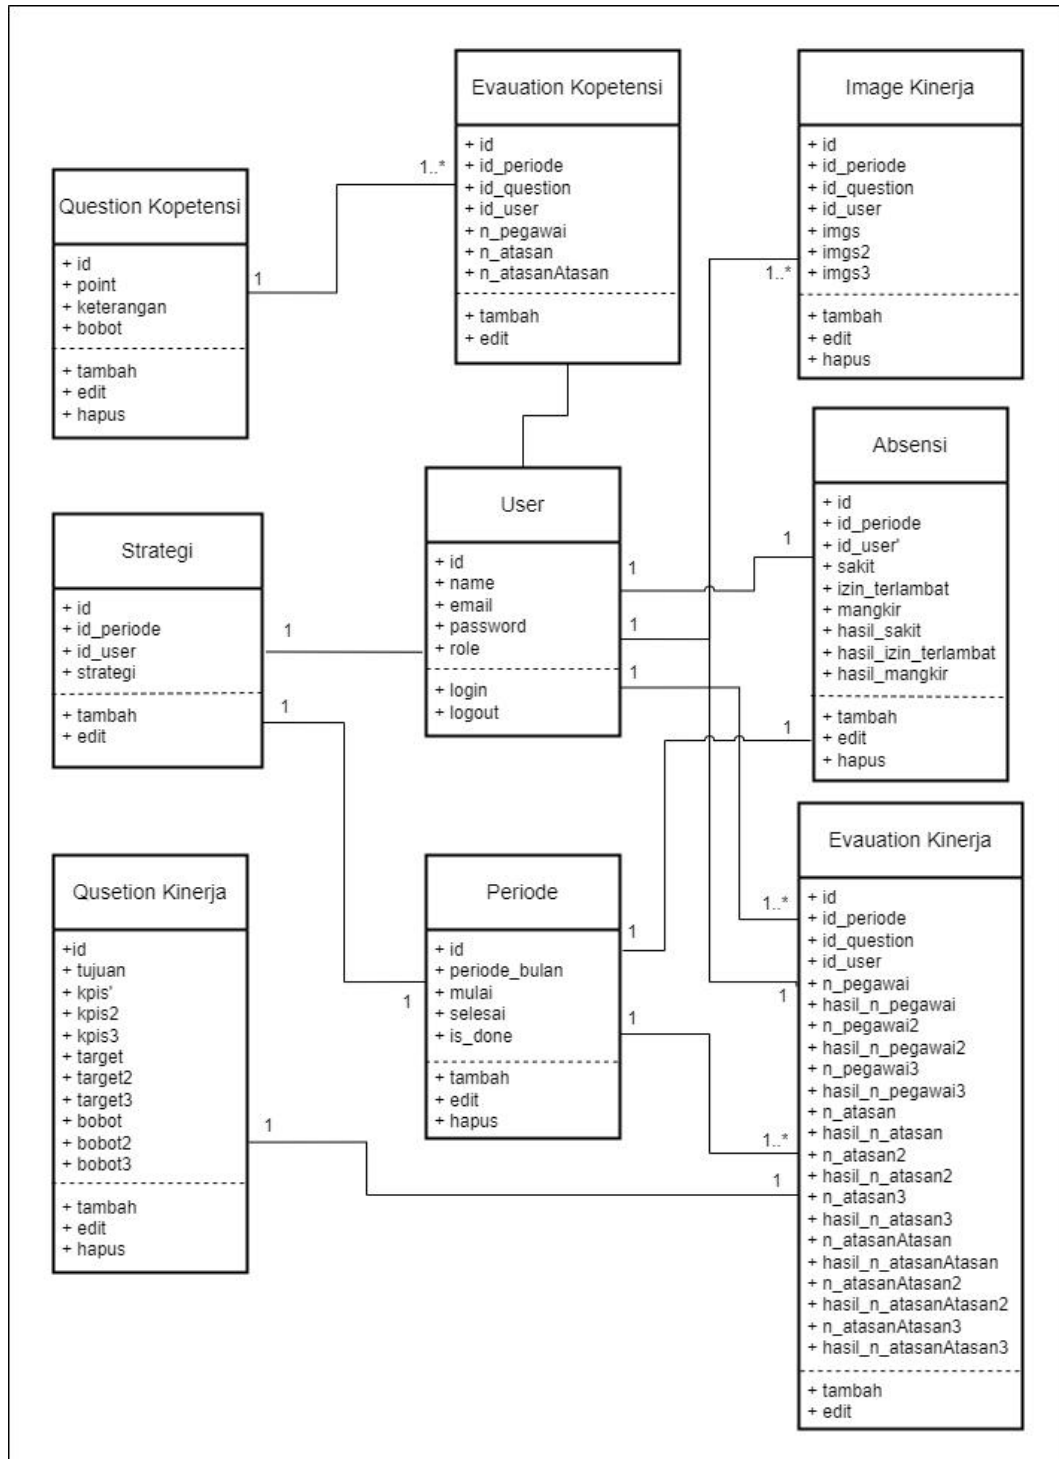 Evauation Kopetensi
+ id
+ id_periode
+ id_question
+ id_user
+ n_pegawai
+ n_atasan
+ n_atasanAtasan
+ tambah
+ edit
Image Kinerja
+ id
+ id_periode
+ id_question
+ id_user
+ imgs
+ imgs2
+ imgs3
+ tambah
+ edit
+ hapus
1..*
1..*
Question Kopetensi
+ id
+ point
+ keterangan
+ bobot
+ tambah
+ edit
+ hapus
1
Absensi
+ id
+ id_periode
+ id_user'
+ sakit
+ izin_terlambat
+ mangkir
+ hasil_sakit
+ hasil_izin_terlambat
+ hasil_mangkir
+ tambah
+ edit
+ hapus
1
1
User
+ id
+ name
+ email
+ password
+ role
+ login
+ logout
1
1
1
Strategi
+ id
+ id_periode
+ id_user
+ strategi
+ tambah
+ edit
1
1
Evauation Kinerja
+ id
+ id_periode
+ id_question
+ id_user
+ n_pegawai
+ hasil_n_pegawai
+ n_pegawai2
+ hasil_n_pegawai2
+ n_pegawai3
+ hasil_n_pegawai3
+ n_atasan
+ hasil_n_atasan
+ n_atasan2
+ hasil_n_atasan2
+ n_atasan3
+ hasil_n_atasan3
+ n_atasanAtasan
+ hasil_n_atasanAtasan
+ n_atasanAtasan2
+ hasil_n_atasanAtasan2
+ n_atasanAtasan3
+ hasil_n_atasanAtasan3
+ tambah
+ edit
1..*
1
1..*
1
Qusetion Kinerja
+id
+ tujuan
+ kpis'
+ kpis2
+ kpis3
+ target
+ target2
+ target3
+ bobot
+ bobot2
+ bobot3
+ tambah
+ edit
+ hapus
1
Periode
+ id
+ periode_bulan
+ mulai
+ selesai
+ is_done
+ tambah
+ edit
+ hapus
1
1
1